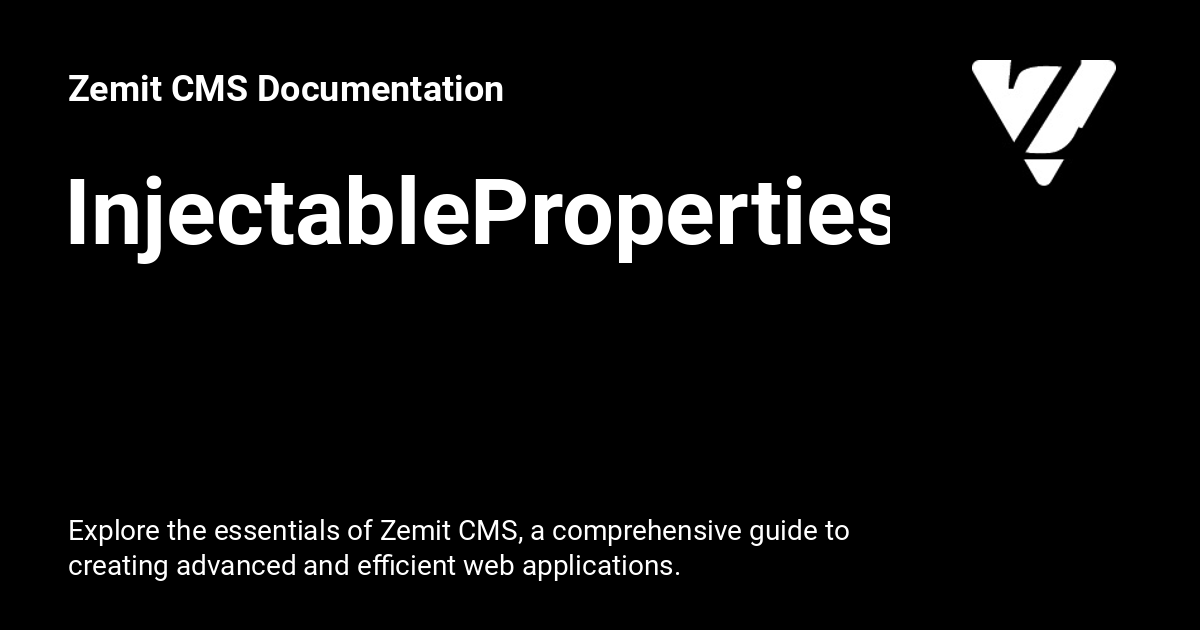 Zemit CMS Documentation
InjectableProperties
Explore the essentials of Zemit CMS, a comprehensive guide to
creating advanced and efficient web applications.